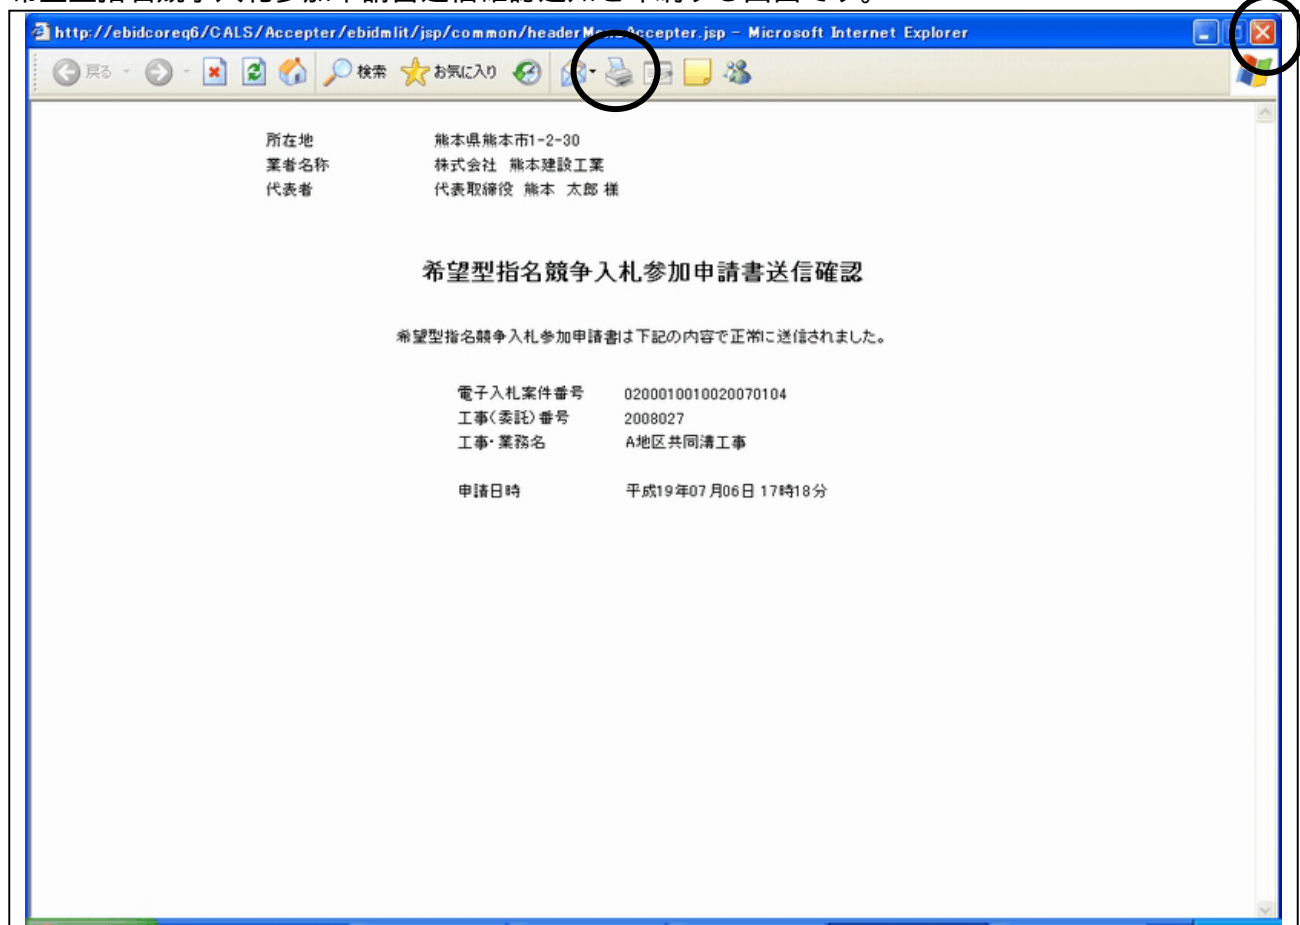 http://ebidcoreq6/CALS/Accepter/ebidmlit/jsp/common/headerMenuAccepter.jsp - Microsoft Internet Explorer
戻る 検索 お気に入り
所在地 熊本県熊本市1-2-30
業者名称 株式会社 熊本建設工業
代表者 代表取締役 熊本 太郎 様
希望型指名競争入札参加申請書送信確認
希望型指名競争入札参加申請書は下記の内容で正常に送信されました。
電子入札案件番号 0200010010020070104
工事(委託)番号 2008027
工事・業務名 A地区共同溝工事
申請日時 平成19年07月06日 17時18分